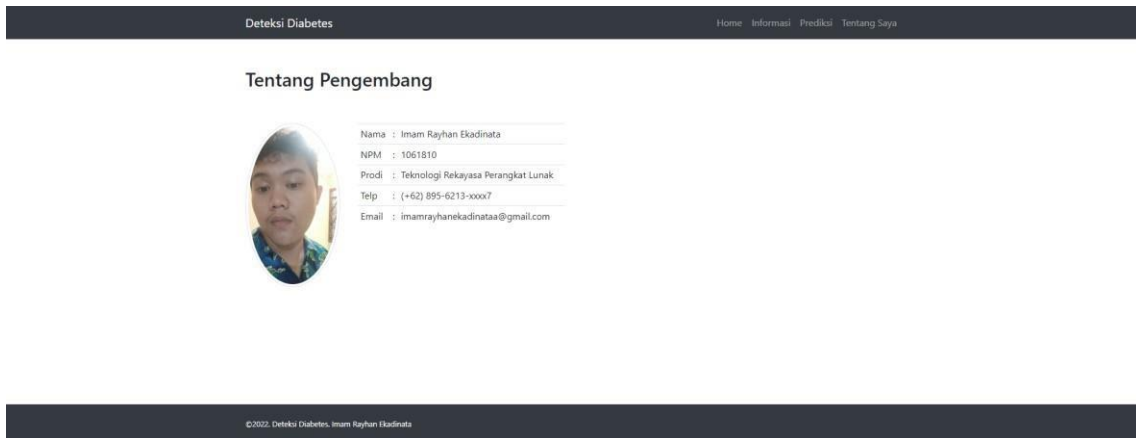 Deteksi Diabetes
Home Informasi Prediksi Tentang Saya
Tentang Pengembang
Nama : Imam Rayhan Ekadinata
NPM : 1061810
Prodi : Teknologi Rekayasa Perangkat Lunak
Telp : (+62) 895-6213-xxxx7
Email : imamrayhanekadinataa@gmail.com
©2022. Deteksi Diabetes. Imam Rayhan Ekadinata